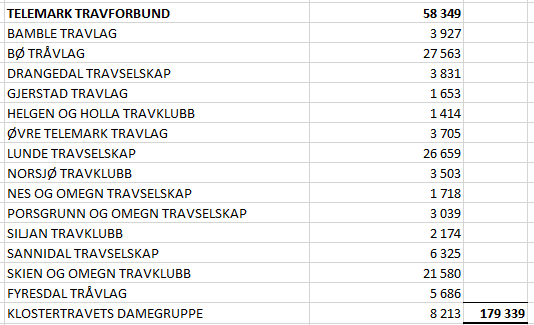 TELEMARK TRAVFORBUND 58 349
BAMBLE TRAVLAG 3 927
BØ TRÅVLAG 27 563
DRANGEDAL TRAVSELSKAP 3 831
GJERSTAD TRAVLAG 1 653
HELGEN OG HOLLA TRAVKLUBB 1 414
ØVRE TELEMARK TRAVLAG 3 705
LUNDE TRAVSELSKAP 26 659
NORSJØ TRAVKLUBB 3 503
NES OG OMEGN TRAVSELSKAP 1 718
PORSGRUNN OG OMEGN TRAVSELSKAP 3 039
SILJAN TRAVKLUBB 2 174
SANNIDAL TRAVSELSKAP 6 325
SKIEN OG OMEGN TRAVKLUBB 21 580
FYRESDAL TRÅVLAG 5 686
KLOSTERTRAVETS DAMEGRUPPE 8 213 179 339